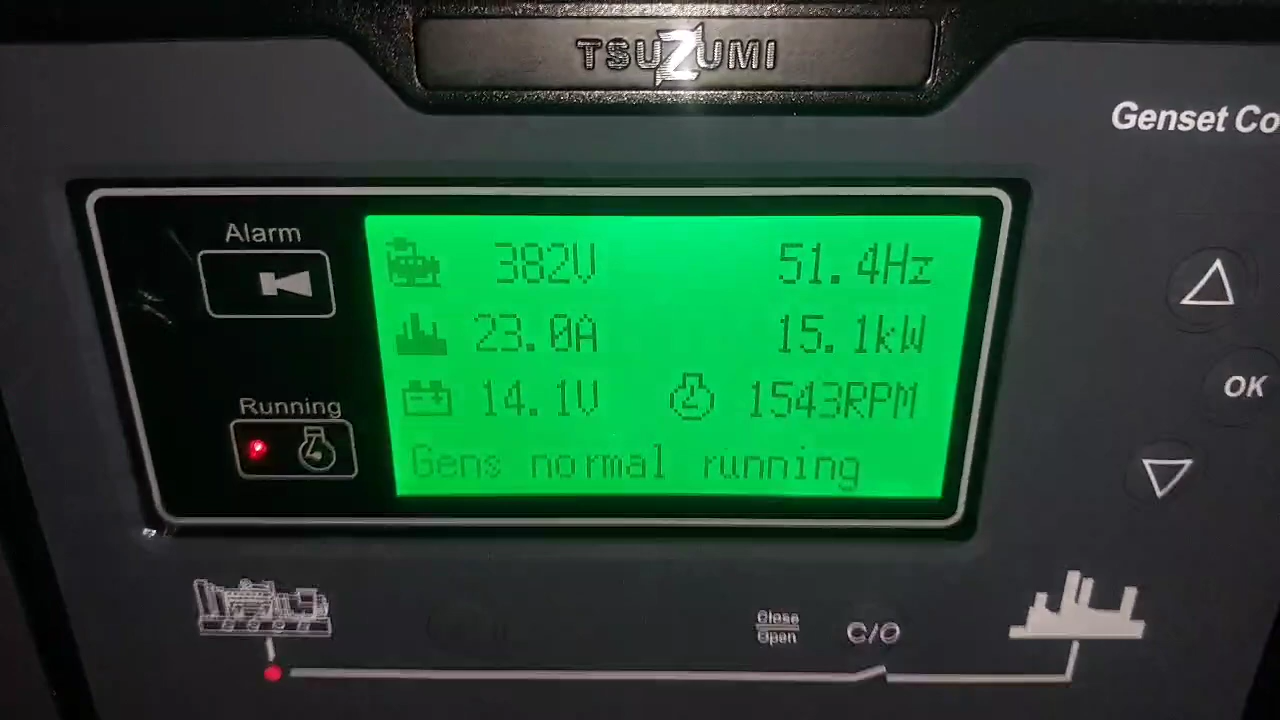 TSUZUMI
Genset Co
Alarm
382V 51.4Hz
23.0A 15.1kW
Running
14.1V 1543RPM
OK
Gens normal running
Close
Open
C/O